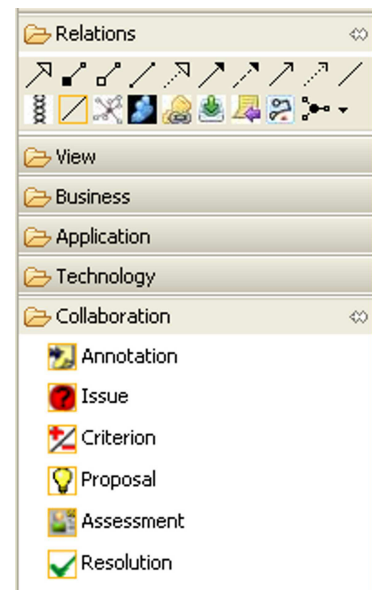 Relations
View
Business
Application
Technology
Collaboration
Annotation
Issue
Criterion
Proposal
Assessment
Resolution